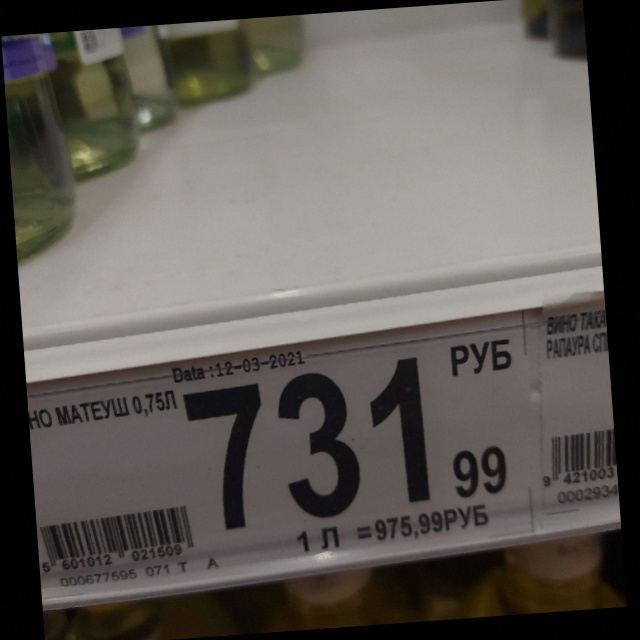 Data :12-03-2021
НО МАТЕУШ 0,75Л
731 99 РУБ
1 Л =975,99РУБ
5 601012 021509
000677595 071 Т А
ВИНО ТАКА
РАПАУРА СП
9 421003
0002934